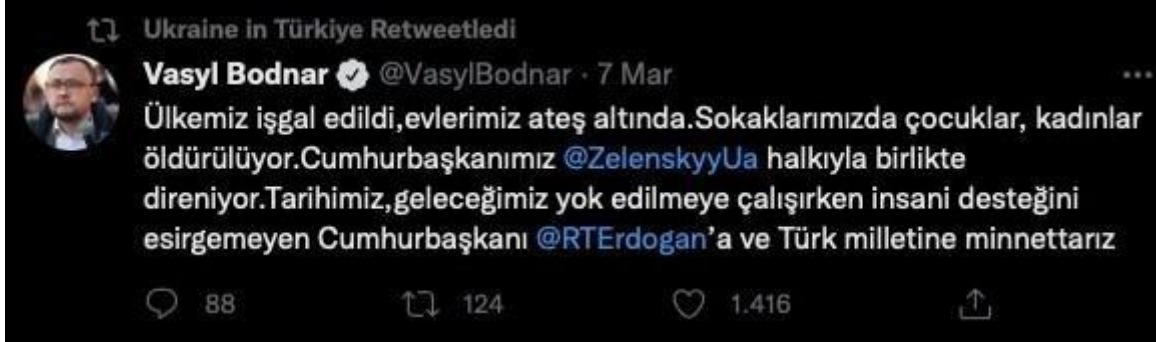 Ukraine in Türkiye Retweetledi
Vasyl Bodnar @VasylBodnar · 7 Mar
Ülkemiz işgal edildi,evlerimiz ateş altında.Sokaklarımızda çocuklar, kadınlar
öldürülüyor.Cumhurbaşkanımız @ZelenskyyUa halkıyla birlikte
direniyor.Tarihimiz,geleceğimiz yok edilmeye çalışırken insani desteğini
esirgemeyen Cumhurbaşkanı @RTErdogan’a ve Türk milletine minnettarız
88 124 1.416